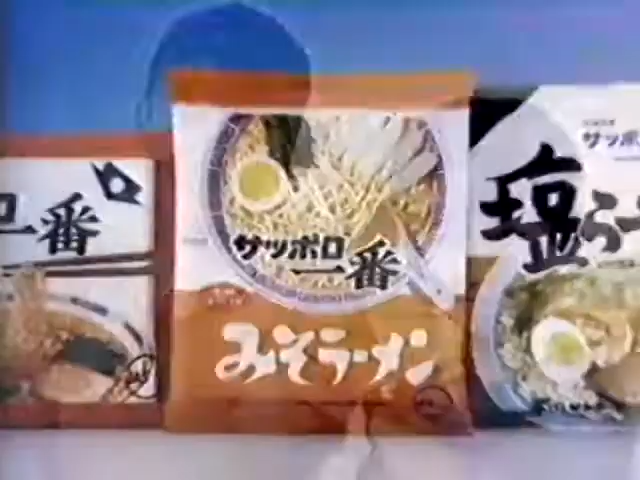 ロ一番
サッポロ
一番
みそラーメン
サッポロ
塩らー